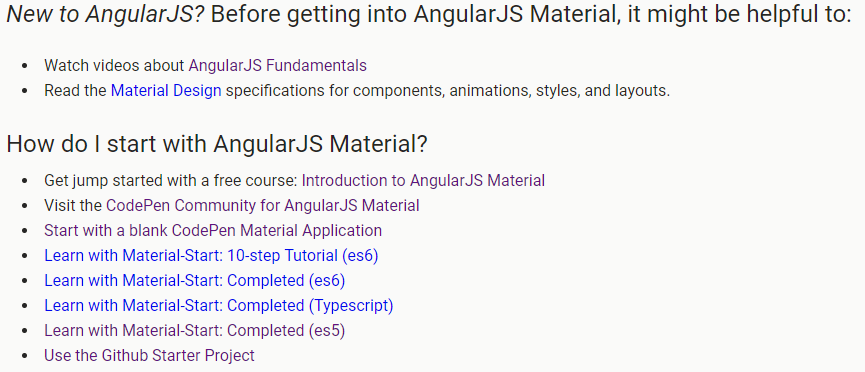 New to AngularJS? Before getting into AngularJS Material, it might be helpful to:
Watch videos about AngularJS Fundamentals
Read the Material Design specifications for components, animations, styles, and layouts.
How do I start with AngularJS Material?
Get jump started with a free course: Introduction to AngularJS Material
Visit the CodePen Community for AngularJS Material
Start with a blank CodePen Material Application
Learn with Material-Start: 10-step Tutorial (es6)
Learn with Material-Start: Completed (es6)
Learn with Material-Start: Completed (Typescript)
Learn with Material-Start: Completed (es5)
Use the Github Starter Project